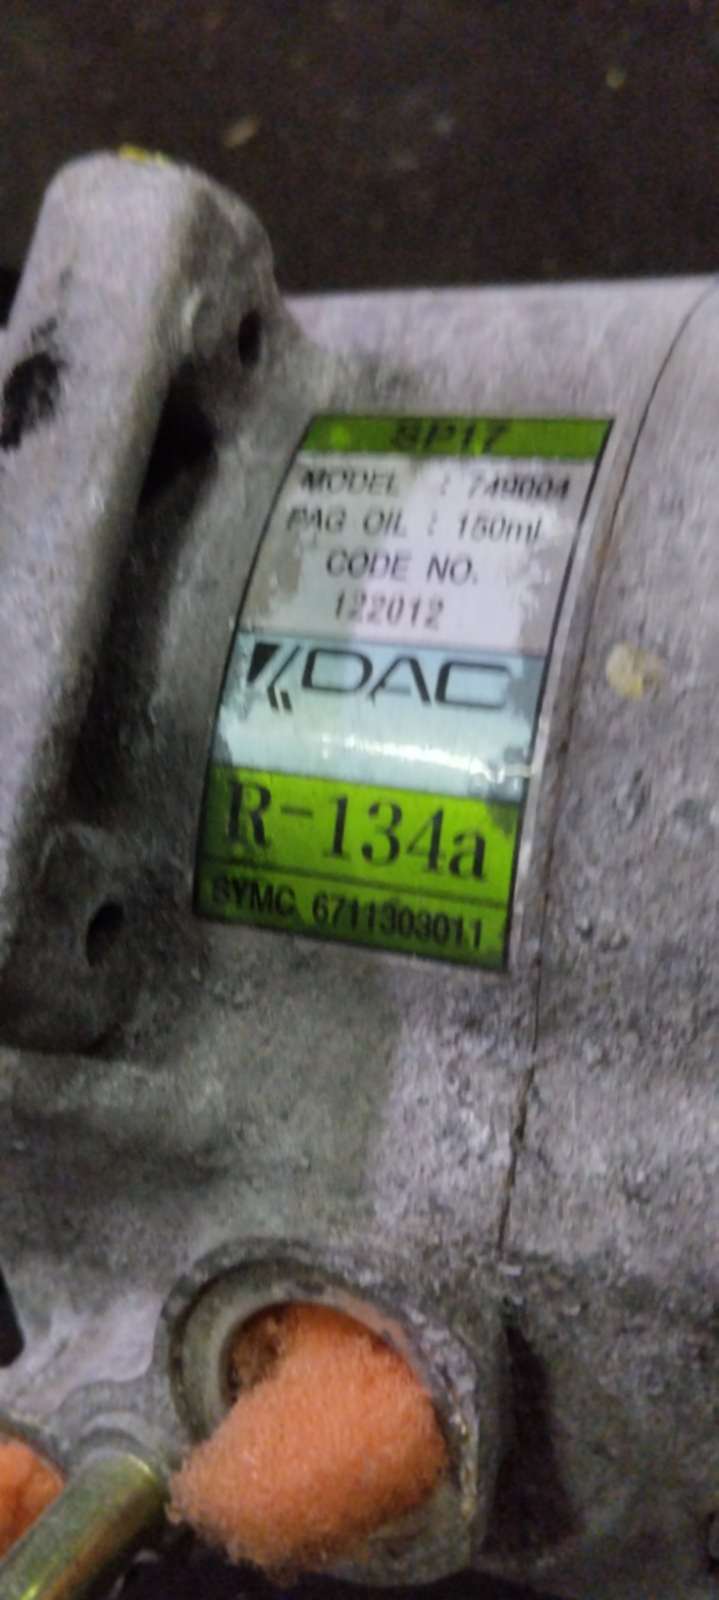 SP17
MODEL : 749004
PAG OIL : 150ml
CODE NO.
122012
DAC
R-134a
SYMC 6711303011